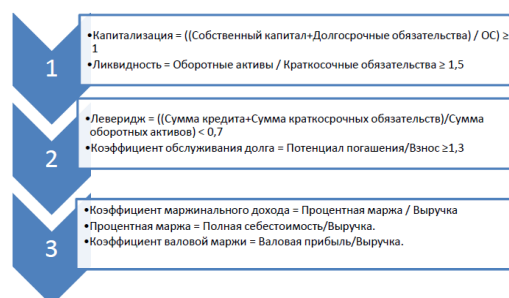 1
•Капитализация = ((Собственный капитал+Долгосрочные обязательства) / ОС) ≥
1
•Ликвидность = Оборотные активы / Краткосочные обязательства ≥ 1,5
2
•Леверидж = ((Сумма кредита+Сумма краткосрочных обязательств)/Сумма
оборотных активов) < 0,7
•Коэффициент обслуживания долга = Потенциал погашения/Взнос ≥1,3
3
•Коэффициент маржинального дохода = Процентная маржа / Выручка
•Процентная маржа = Полная себестоимость/Выручка.
•Коэффициент валовой маржи = Валовая прибыль/Выручка.